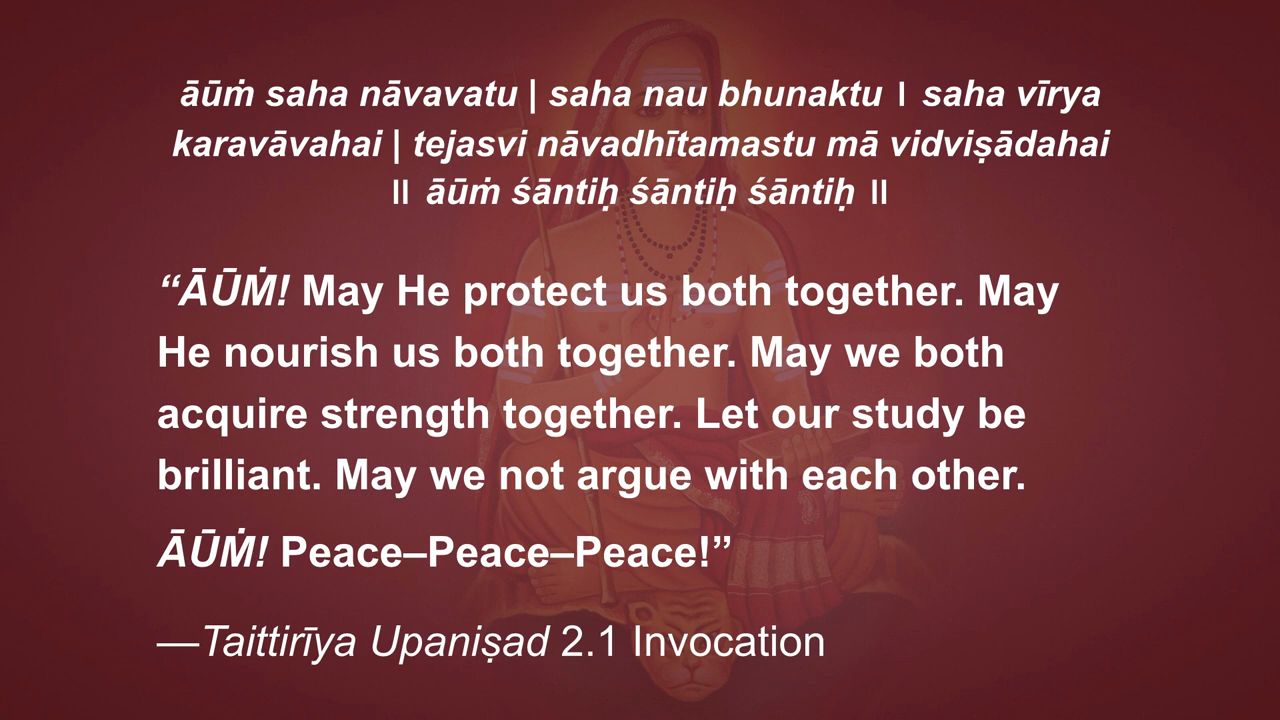 āūṁ saha nāvavatu | saha nau bhunaktu । saha vīrya
karavāvahai | tejasvi nāvadhītamastu mā vidviṣādahai
॥ āūṁ śāntiḥ śāntiḥ śāntiḥ ॥
“ĀŪṀ! May He protect us both together. May
He nourish us both together. May we both
acquire strength together. Let our study be
brilliant. May we not argue with each other.
ĀŪṀ! Peace–Peace–Peace!”
—Taittirīya Upaniṣad 2.1 Invocation